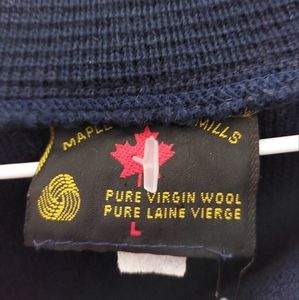 MAPLE MILLS
PURE VIRGIN WOOL
PURE LAINE VIERGE
L